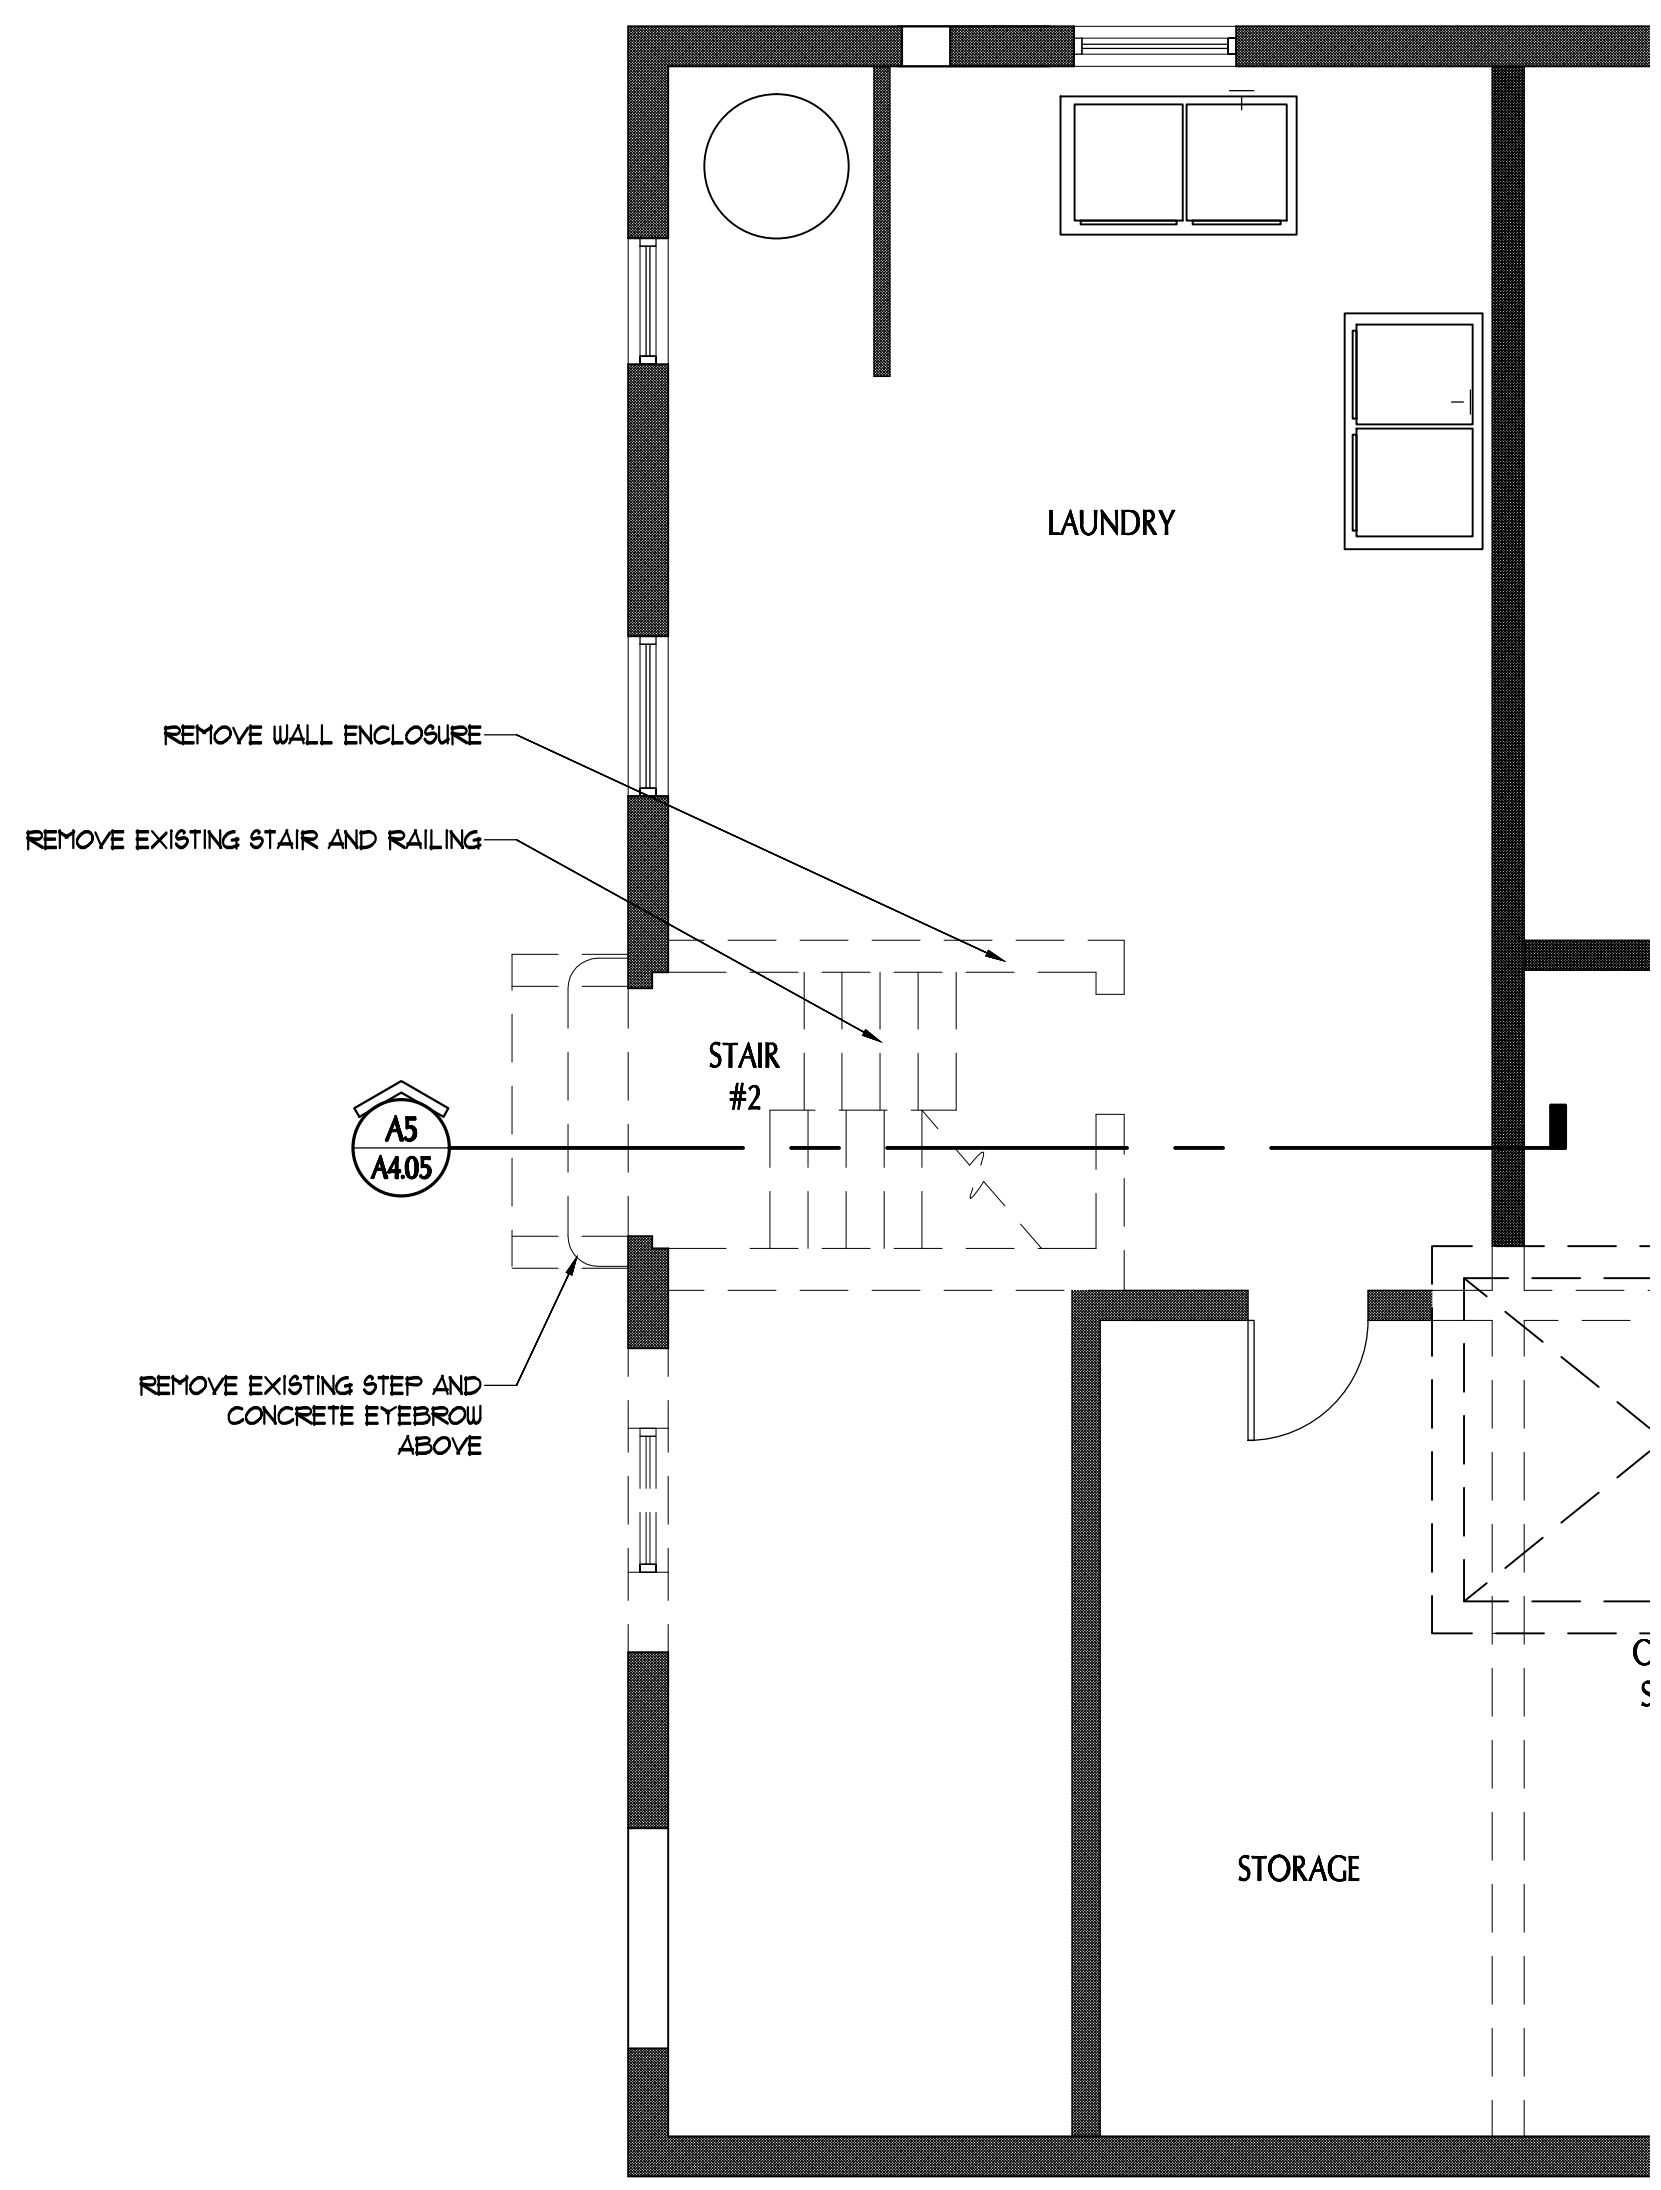 LAUNDRY
REMOVE WALL ENCLOSURE
REMOVE EXISTING STAIR AND RAILING
STAIR
#2
A5
A4.05
REMOVE EXISTING STEP AND
CONCRETE EYEBROW
ABOVE
STORAGE